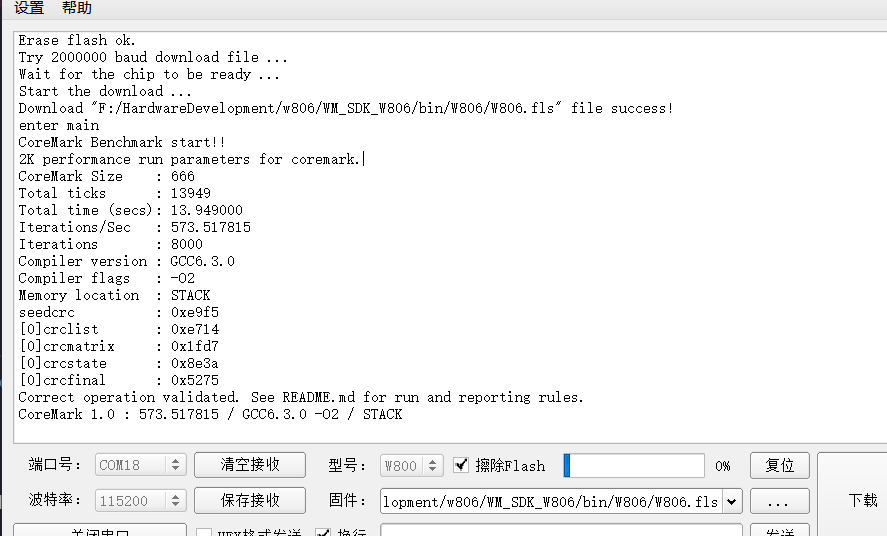 设置 帮助
Erase flash ok.
Try 2000000 baud download file ...
Wait for the chip to be ready ...
Start the download ...
Download "F:/HardwareDevelopment/w806/WM_SDK_W806/bin/W806/W806.fls" file success!
enter main
CoreMark Benchmark start!!
2K performance run parameters for coremark.
CoreMark Size : 666
Total ticks : 13949
Total time (secs): 13.949000
Iterations/Sec : 573.517815
Iterations : 8000
Compiler version : GCC6.3.0
Compiler flags : -O2
Memory location : STACK
seedcrc : 0xe9f5
[0]crclist : 0xe714
[0]crcmatrix : 0x1fd7
[0]crcstate : 0x8e3a
[0]crcfinal : 0x5275
Correct operation validated. See README.md for run and reporting rules.
CoreMark 1.0 : 573.517815 / GCC6.3.0 -O2 / STACK
端口号： COM18 清空接收 型号： W800 擦除Flash 0% 复位
波特率： 115200 保存接收 固件： lopment/w806/WM_SDK_W806/bin/W806/W806.fls ... 下载
关闭串口 HEX格式发送 换行 发送